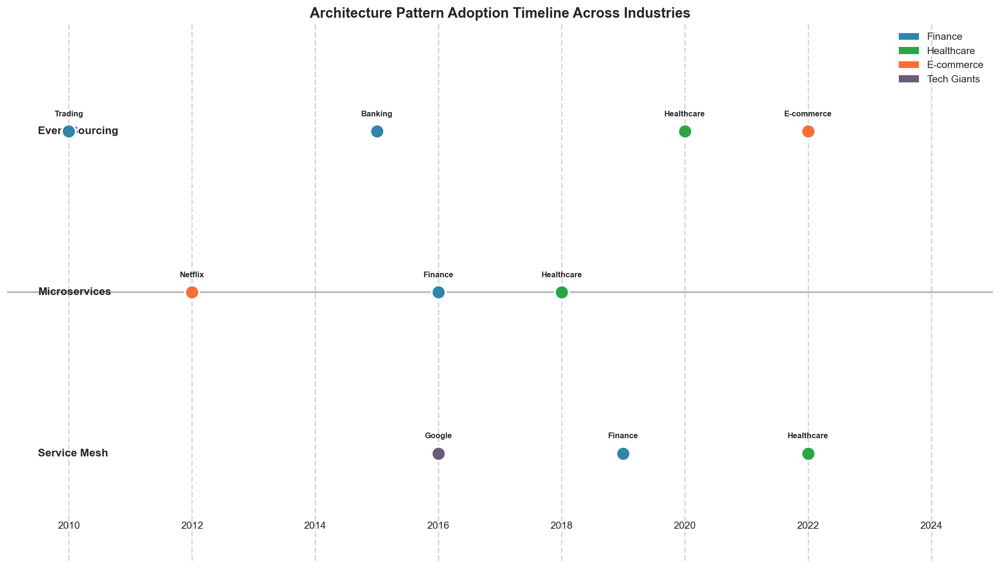 Architecture Pattern Adoption Timeline Across Industries
Finance
Healthcare
E-commerce
Tech Giants
Trading
Banking
Healthcare
E-commerce
Sourcing
Netflix
Finance
Healthcare
Microservices
Google
Finance
Healthcare
Service Mesh
2010
2012
2014
2016
2018
2020
2022
2024